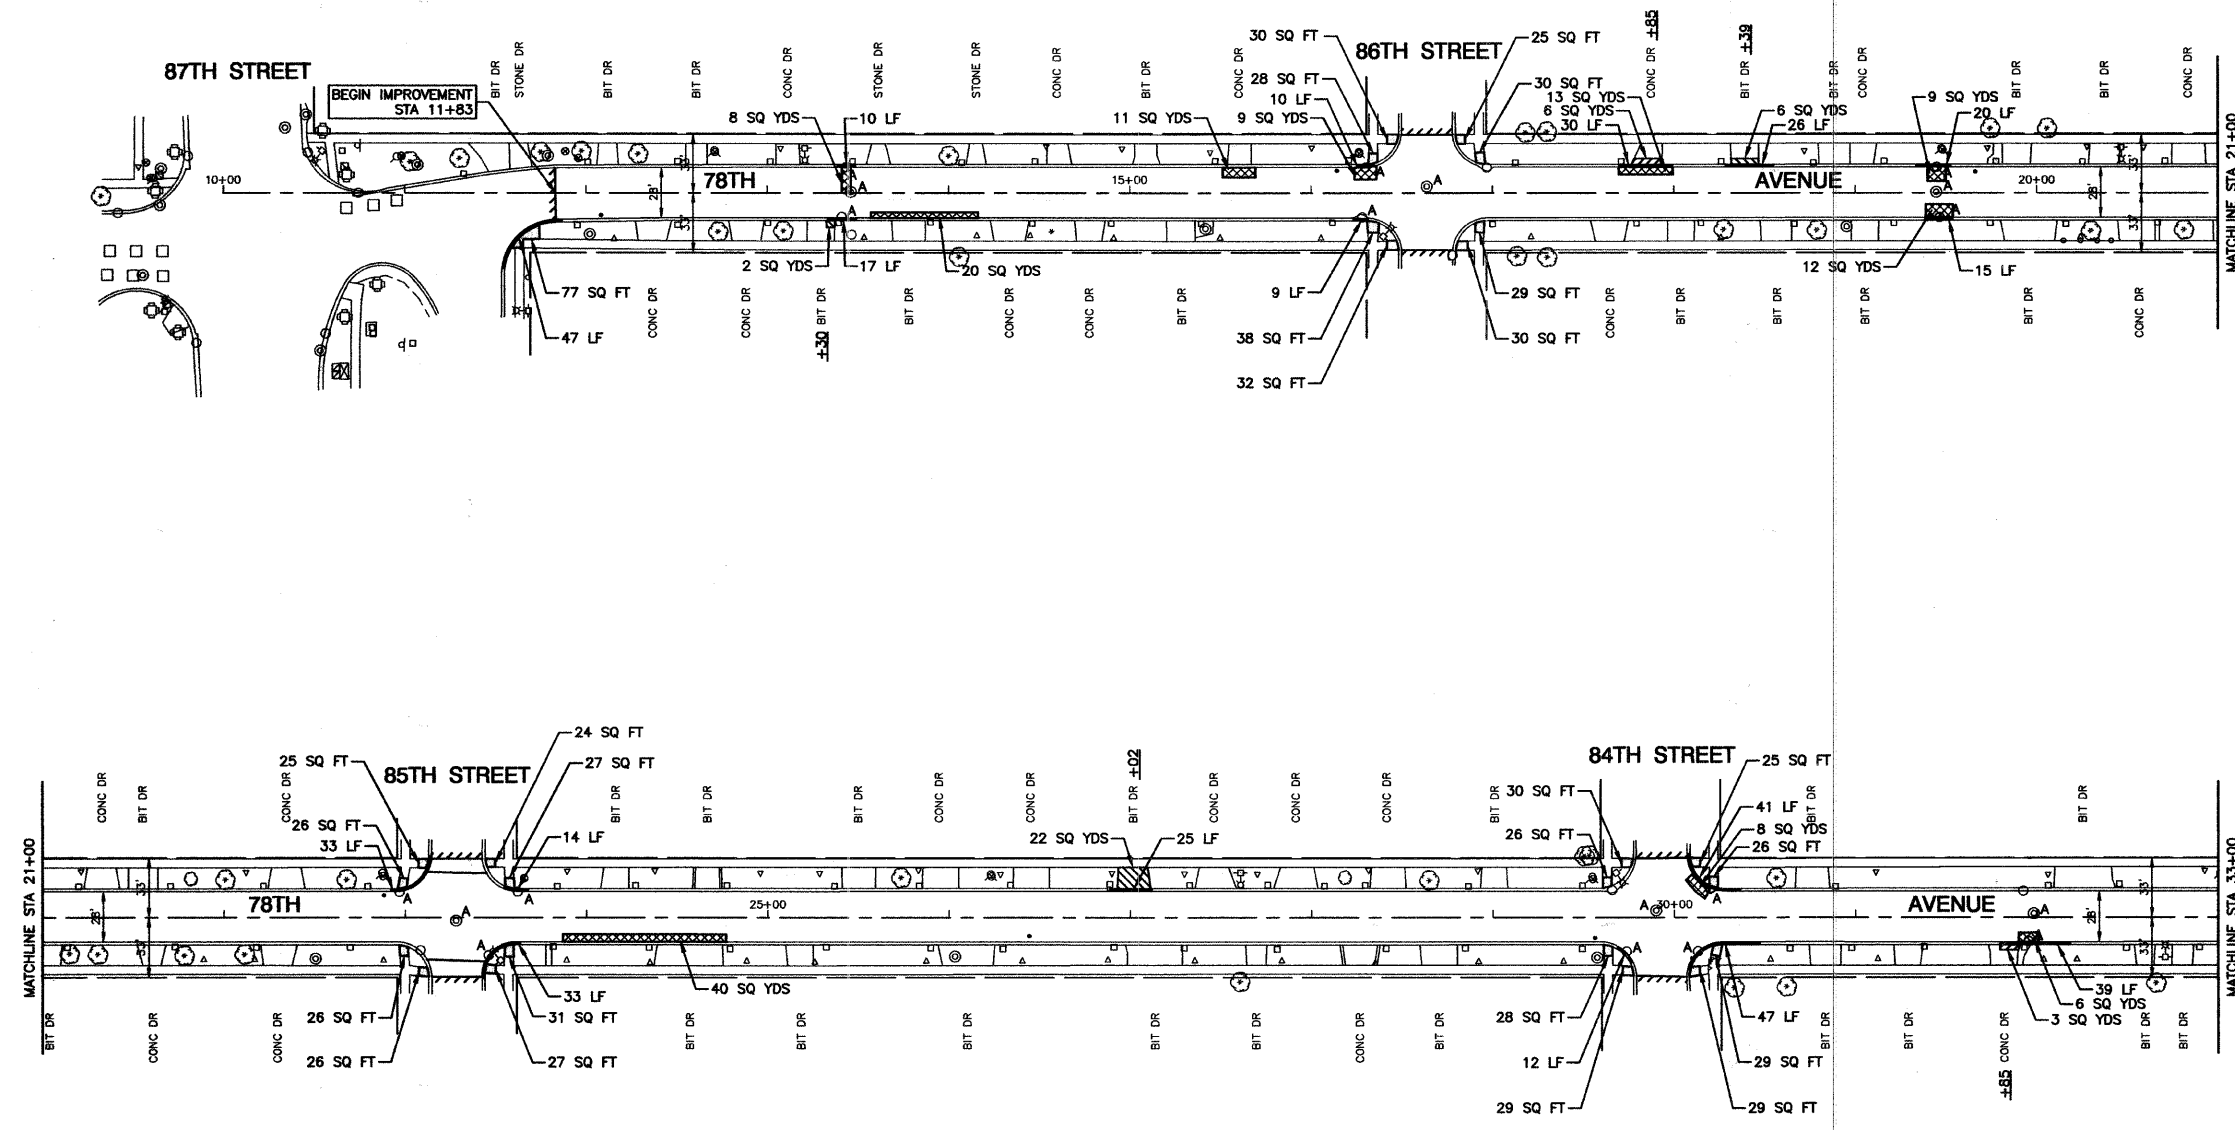 87TH STREET
BEGIN IMPROVEMENT
STA 11+83
BIT DR
STONE DR
BIT DR
BIT DR
CONC DR
STONE DR
STONE DR
CONC DR
BIT DR
CONC DR
86TH STREET
CONC DR +85
BIT DR +39
BIT DR
CONC DR
BIT DR
BIT DR
CONC DR
30 SQ FT
28 SQ FT
10 LF
9 SQ YDS
25 SQ FT
30 SQ FT
13 SQ YDS
6 SQ YDS
30 LF
6 SQ YDS
26 LF
9 SQ YDS
20 LF
8 SQ YDS
10 LF
11 SQ YDS
10+00
28'
33'
33'
78TH
15+00
AVENUE
20+00
28'
33'
33'
MATCHLINE STA 21+00
A
A
A
A
A
A
A
A
A
2 SQ YDS
17 LF
20 SQ YDS
77 SQ FT
47 LF
9 LF
38 SQ FT
32 SQ FT
29 SQ FT
30 SQ FT
12 SQ YDS
15 LF
CONC DR
CONC DR
BIT DR
+30
BIT DR
CONC DR
CONC DR
BIT DR
CONC DR
BIT DR
BIT DR
BIT DR
BIT DR
CONC DR
24 SQ FT
25 SQ FT
85TH STREET
27 SQ FT
26 SQ FT
33 LF
14 LF
CONC DR
BIT DR
CONC DR
BIT DR
BIT DR
BIT DR
CONC DR
CONC DR
BIT DR +02
CONC DR
CONC DR
CONC DR
BIT DR
84TH STREET
BIT DR
BIT DR
22 SQ YDS
25 LF
30 SQ FT
26 SQ FT
25 SQ FT
41 LF
8 SQ YDS
26 SQ FT
MATCHLINE STA 21+00
33'
28'
33'
78TH
25+00
30+00
AVENUE
33'
28'
33'
MATCHLINE STA 33+00
A
A
A
A
A
A
A
A
A
A
26 SQ FT
26 SQ FT
33 LF
31 SQ FT
27 SQ FT
40 SQ YDS
28 SQ FT
12 LF
29 SQ FT
47 LF
29 SQ FT
29 SQ FT
39 LF
6 SQ YDS
3 SQ YDS
BIT DR
CONC DR
CONC DR
BIT DR
BIT DR
BIT DR
BIT DR
BIT DR
CONC DR
BIT DR
BIT DR
BIT DR
+85 CONC DR
BIT DR
BIT DR